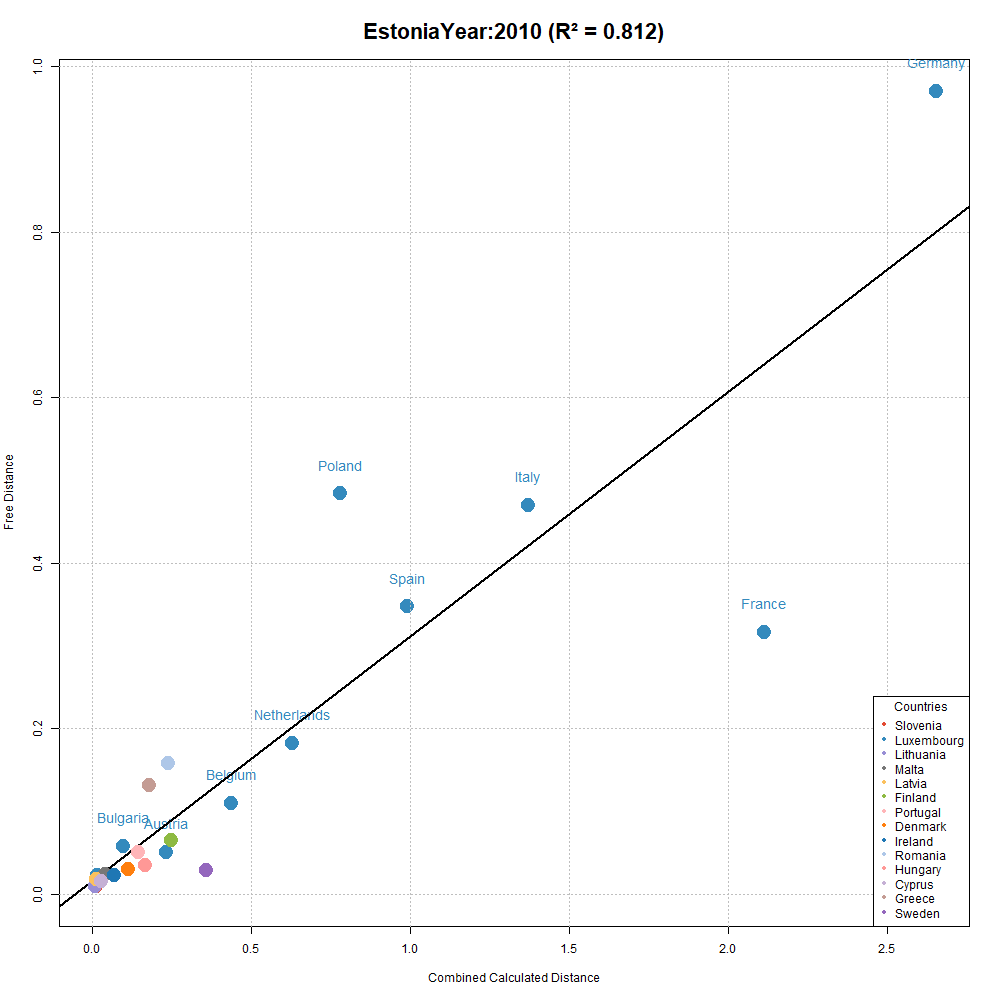 EstoniaYear:2010 (R² = 0.812)
Germany
Poland
Italy
Spain
France
Netherlands
Belgium
Bulgaria
Austria
Countries
Slovenia
Luxembourg
Lithuania
Malta
Latvia
Finland
Portugal
Denmark
Ireland
Romania
Hungary
Cyprus
Greece
Sweden
1.0
0.8
0.6
0.4
0.2
0.0
Free Distance
0.0 0.5 1.0 1.5 2.0 2.5
Combined Calculated Distance